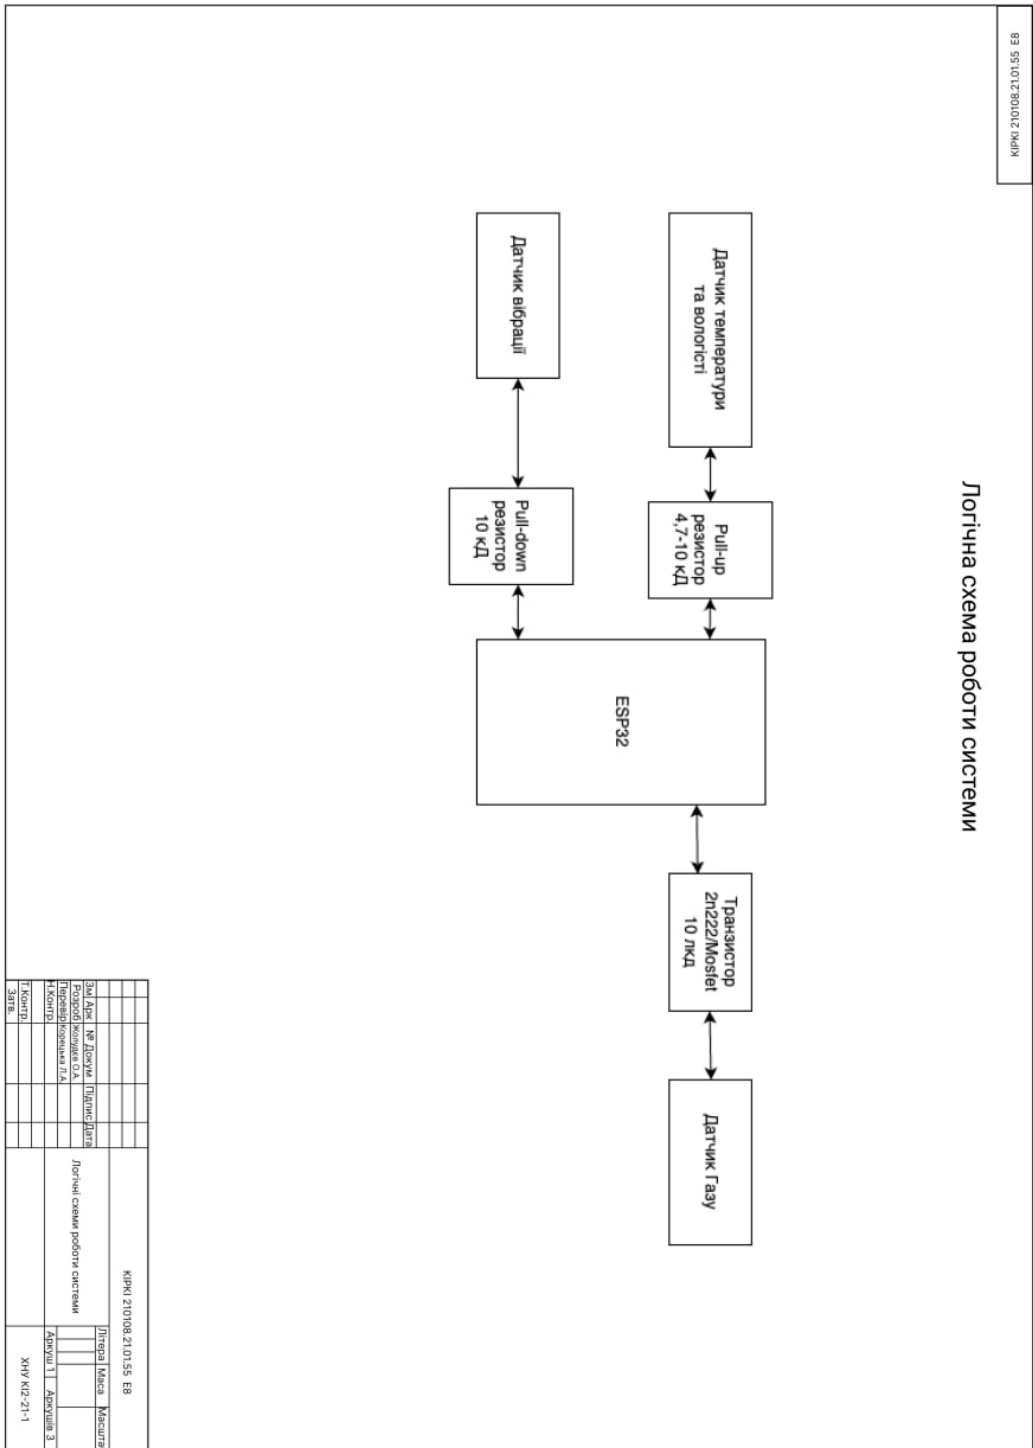 КІРКІ 210108.21.01.55 Е8
Логічна схема роботи системи
Датчик температури
та вологісті
Pull-up
резистор
4,7-10 кД
Датчик вібрації
Pull-down
резистор
10 кД
ESP32
Транзистор
2n222/Mosfet
10 лкд
Датчик Газу
КІРКІ 210108.21.01.55 Е8
Зм Арк № Докум Підпис Дата
Розроб Жолудєв О.А.
Перевір Корецька Л.А.
Н.Контр.
Т.Контр.
Затв.
Логічні схеми роботи системи
Літера Маса Масшта
Аркуш 1 Аркушів 3
ХНУ КІ2-21-1